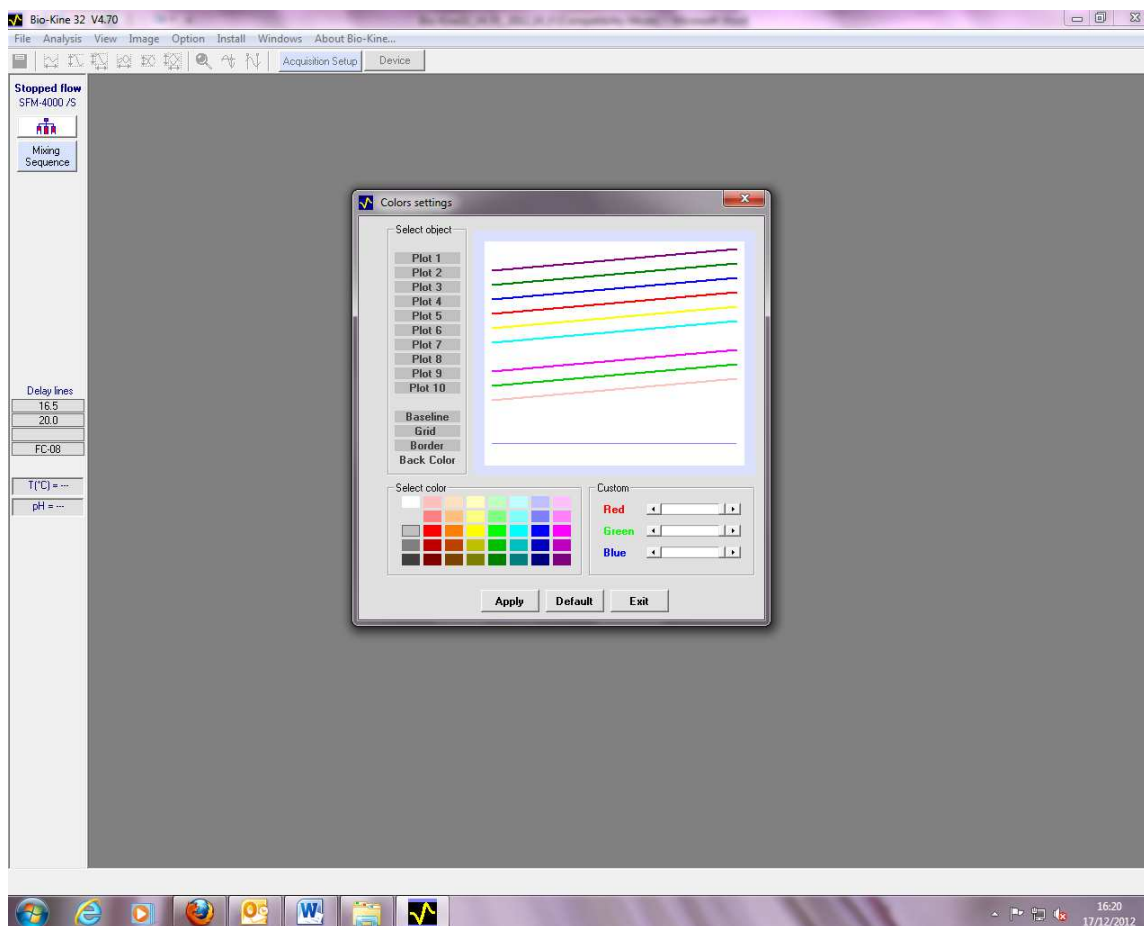 Bio-Kine 32 V4.70
File Analysis View Image Option Install Windows About Bio-Kine...
Acquisition Setup Device
Stopped flow
SFM-4000 /S
Mixing
Sequence
Delay lines
16.5
20.0
FC-08
T(°C) = ---
pH = ---
Colors settings
Select object
Plot 1
Plot 2
Plot 3
Plot 4
Plot 5
Plot 6
Plot 7
Plot 8
Plot 9
Plot 10
Baseline
Grid
Border
Back Color
Select color
Custom
Red
Green
Blue
Apply Default Exit
16:20
17/12/2012